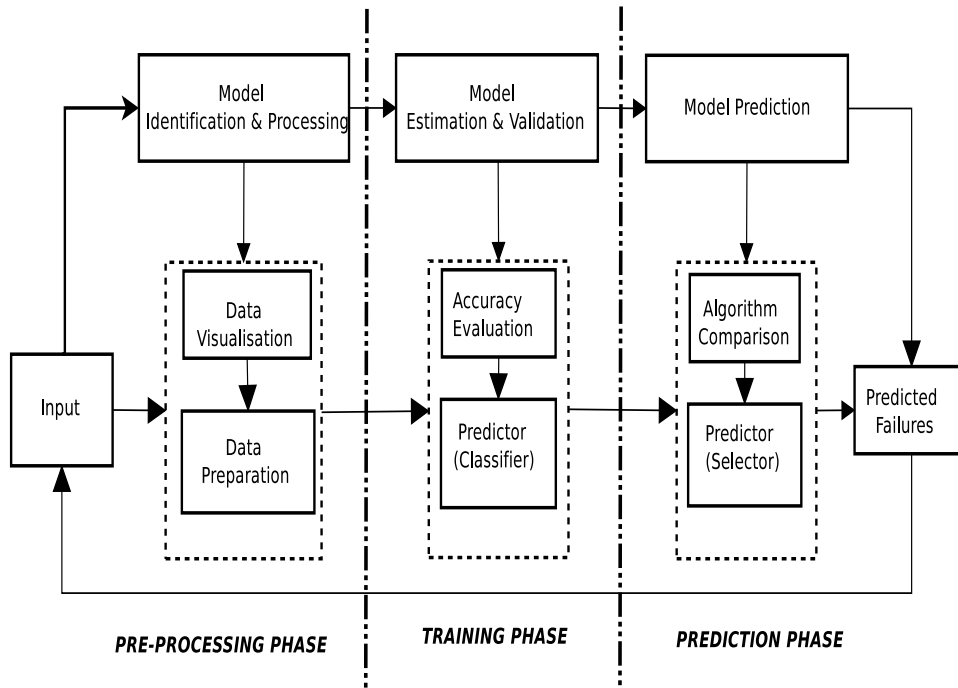 Model
Identification & Processing
Model
Estimation & Validation
Model Prediction
Data
Visualisation
Accuracy
Evaluation
Algorithm
Comparison
Input
Data
Preparation
Predictor
(Classifier)
Predictor
(Selector)
Predicted
Failures
PRE-PROCESSING PHASE
TRAINING PHASE
PREDICTION PHASE